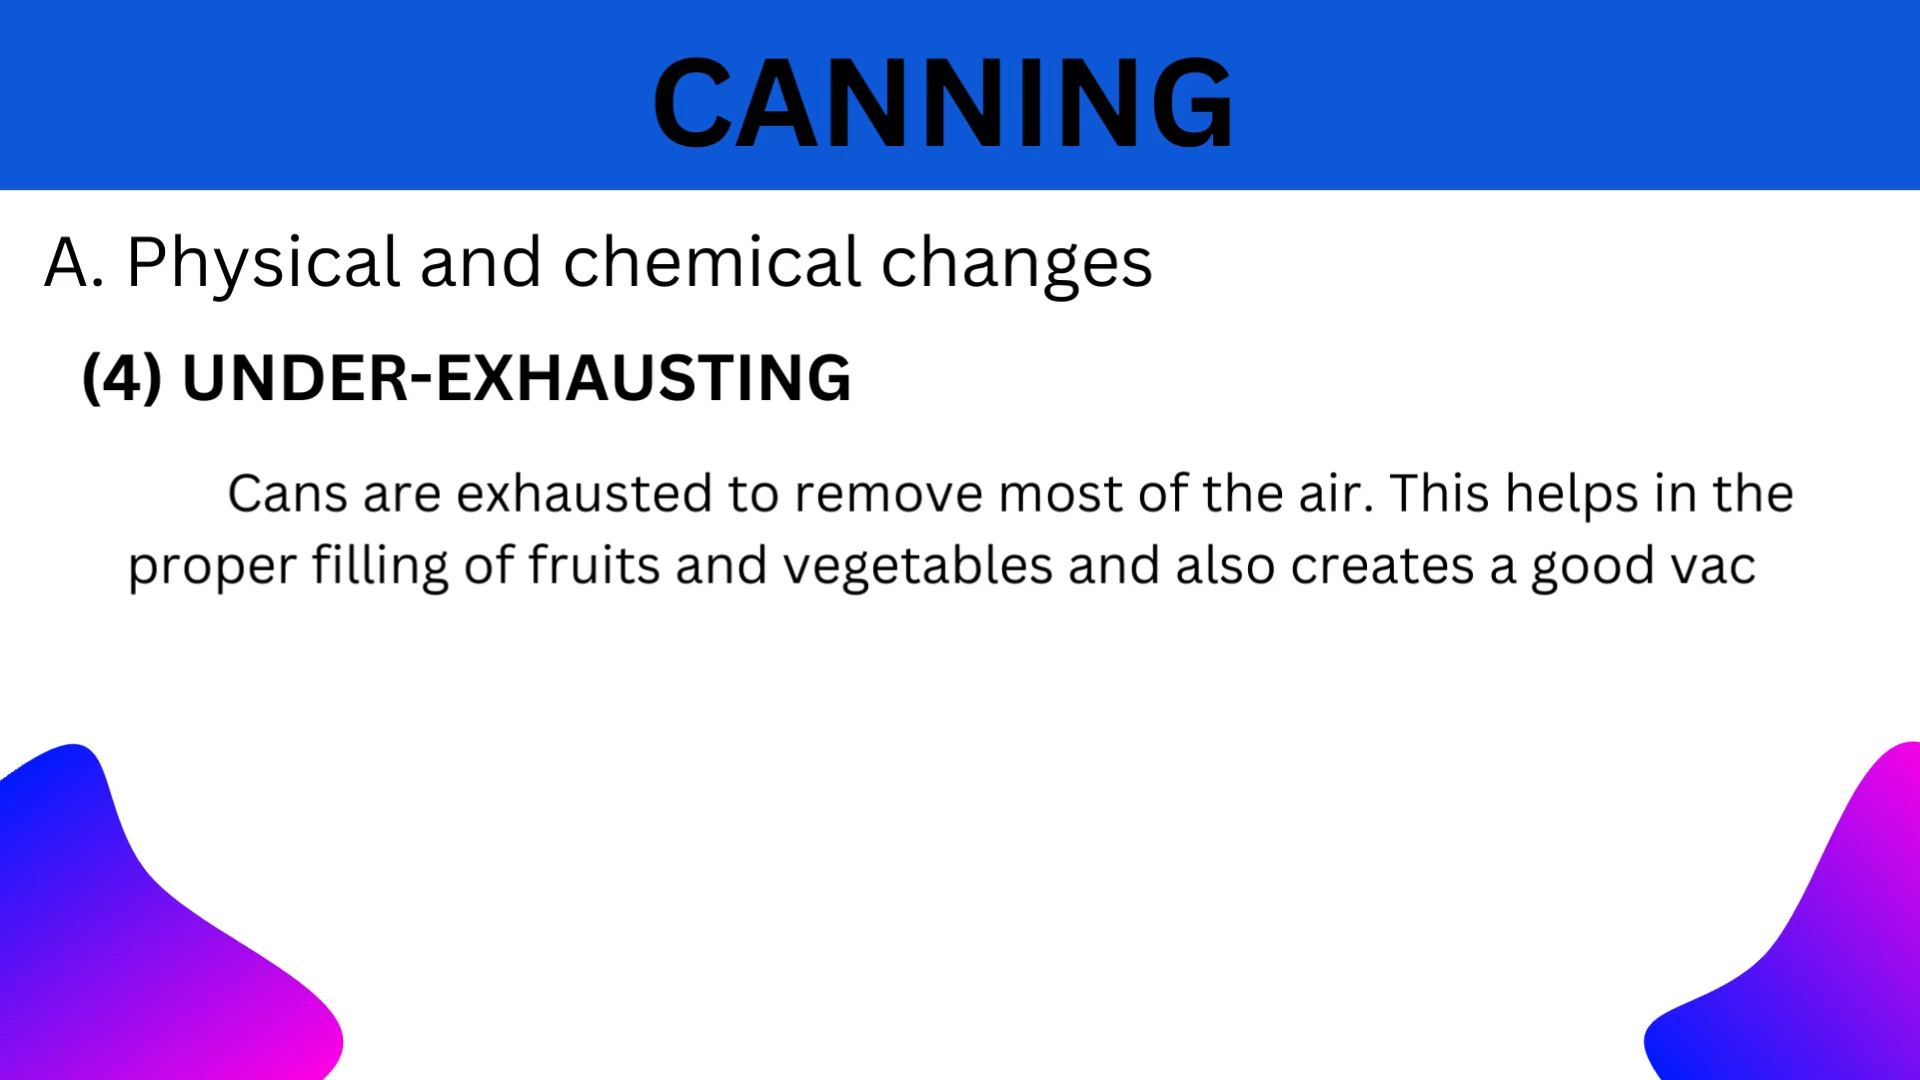 CANNING
A. Physical and chemical changes
(4) UNDER-EXHAUSTING
Cans are exhausted to remove most of the air. This helps in the
proper filling of fruits and vegetables and also creates a good vac